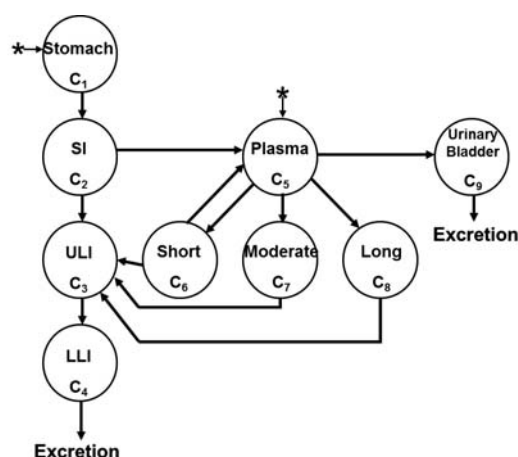 *
Stomach
C1
*
SI
C2
Plasma
C5
Urinary
Bladder
C9
Excretion
ULI
C3
Short
C6
Moderate
C7
Long
C8
LLI
C4
Excretion